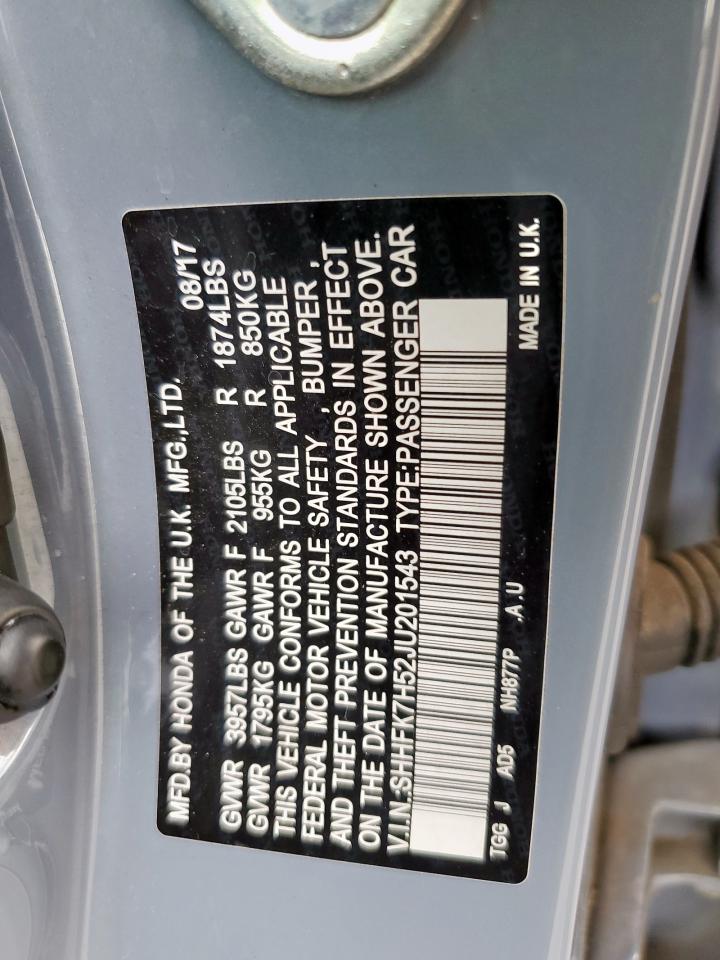 MFD.BY HONDA OF THE U.K. MFG.,LTD. 08/'17
GVWR 3957LBS GAWR F 2105LBS R 1874LBS
GVWR 1795KG GAWR F 955KG R 850KG
THIS VEHICLE CONFORMS TO ALL APPLICABLE
FEDERAL MOTOR VEHICLE SAFETY , BUMPER ,
AND THEFT PREVENTION STANDARDS IN EFFECT
ON THE DATE OF MANUFACTURE SHOWN ABOVE.
V.I.N.:SHHFK7H52JU201543 TYPE:PASSENGER CAR
TGG J AD5 NH877P .A .U MADE IN U.K.